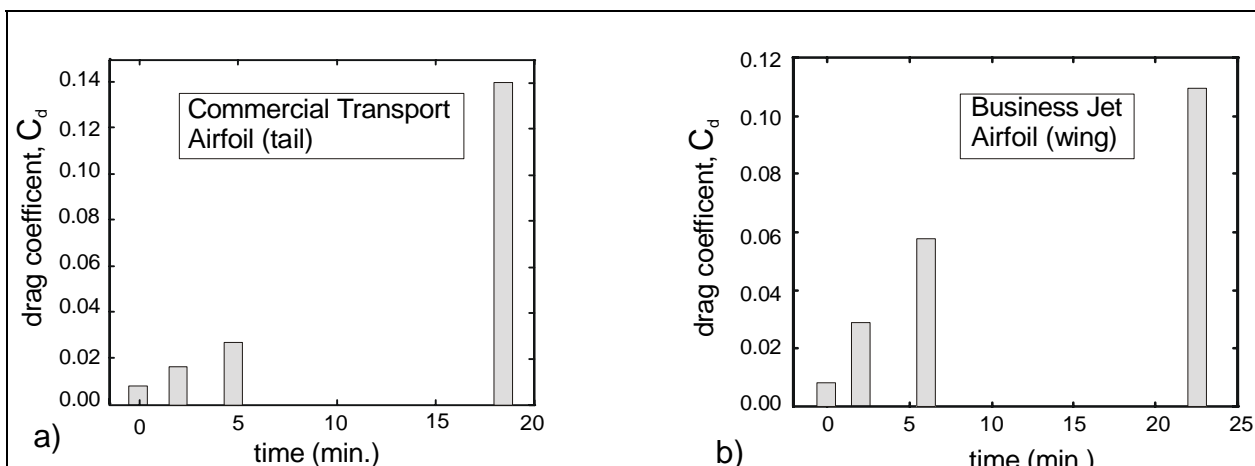 0.14
0.12
0.10
0.08
0.06
0.04
0.02
0.00
drag coefficent, Cd
Commercial Transport
Airfoil (tail)
0 5 10 15 20
time (min.)
a)
0.12
0.10
0.08
0.06
0.04
0.02
0.00
drag coefficent, Cd
Business Jet
Airfoil (wing)
0 5 10 15 20 25
time (min.)
b)